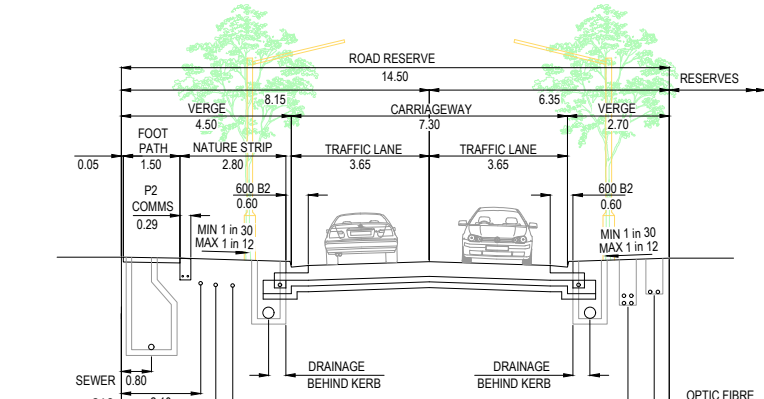 ROAD RESERVE
14.50
RESERVES
8.15
6.35
VERGE
CARRIAGEWAY
VERGE
4.50
7.30
2.70
FOOT
PATH
NATURE STRIP
TRAFFIC LANE
TRAFFIC LANE
0.05
1.50
2.80
3.65
3.65
P2
COMMS
0.29
600 B2
0.60
600 B2
0.60
MIN 1 in 30
MAX 1 in 12
MIN 1 in 30
MAX 1 in 12
DRAINAGE
BEHIND KERB
DRAINAGE
BEHIND KERB
SEWER
0.80
OPTIC FIBRE